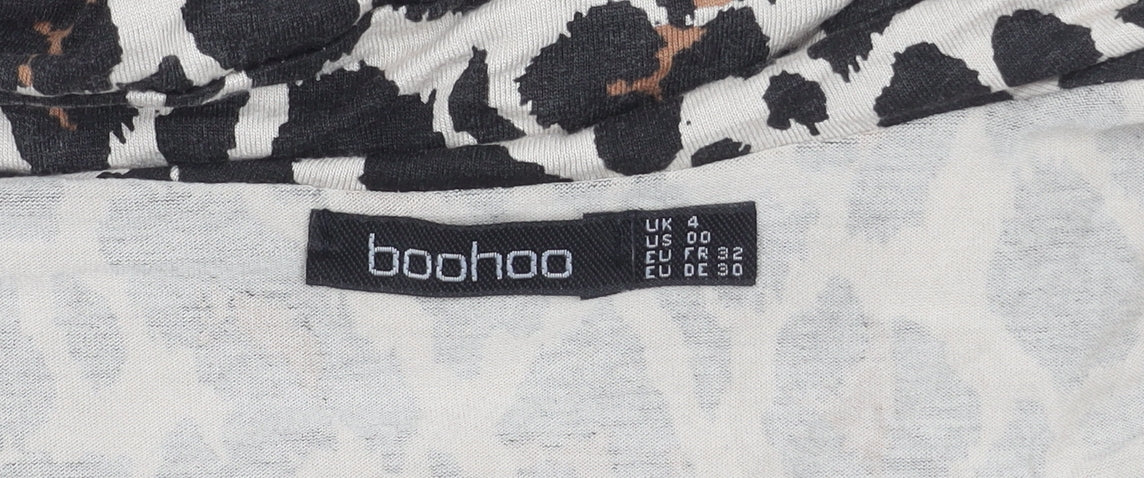 boohoo
UK 4
US 00
EU FR 32
EU DE 30